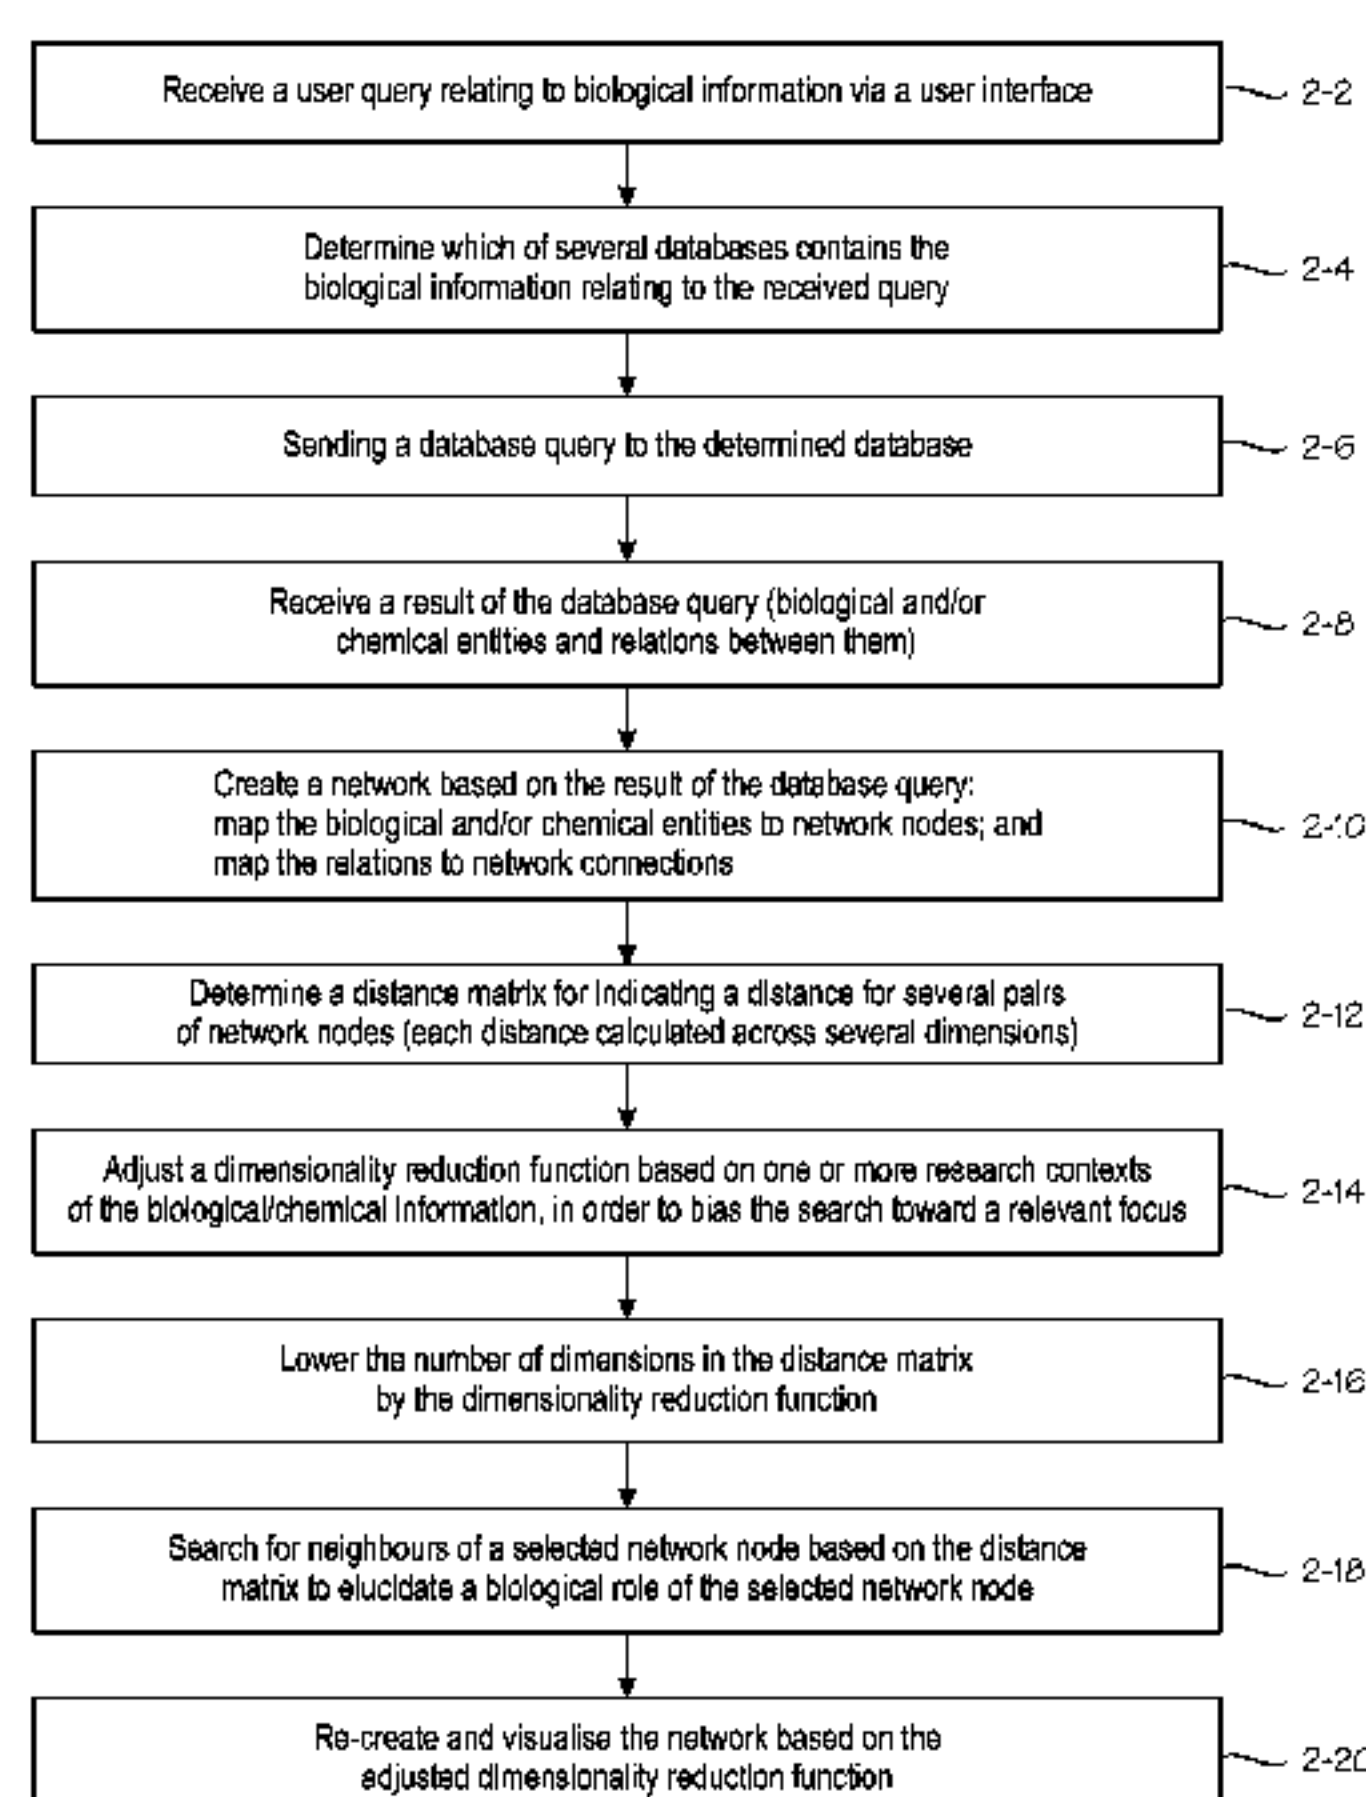 Receive a user query relating to biological information via a user interface
2-2
Determine which of several databases contains the
biological information relating to the received query
2-4
Sending a database query to the determined database
2-6
Receive a result of the database query (biological and/or
chemical entities and relations between them)
2-8
Create a network based on the result of the database query:
map the biological and/or chemical entities to network nodes; and
map the relations to network connections
2-10
Determine a distance matrix for indicating a distance for several pairs
of network nodes (each distance calculated across several dimensions)
2-12
Adjust a dimensionality reduction function based on one or more research contexts
of the biological/chemical information, in order to bias the search toward a relevant focus
2-14
Lower the number of dimensions in the distance matrix
by the dimensionality reduction function
2-16
Search for neighbours of a selected network node based on the distance
matrix to elucidate a biological role of the selected network node
2-18
Re-create and visualise the network based on the
adjusted dimensionality reduction function
2-20